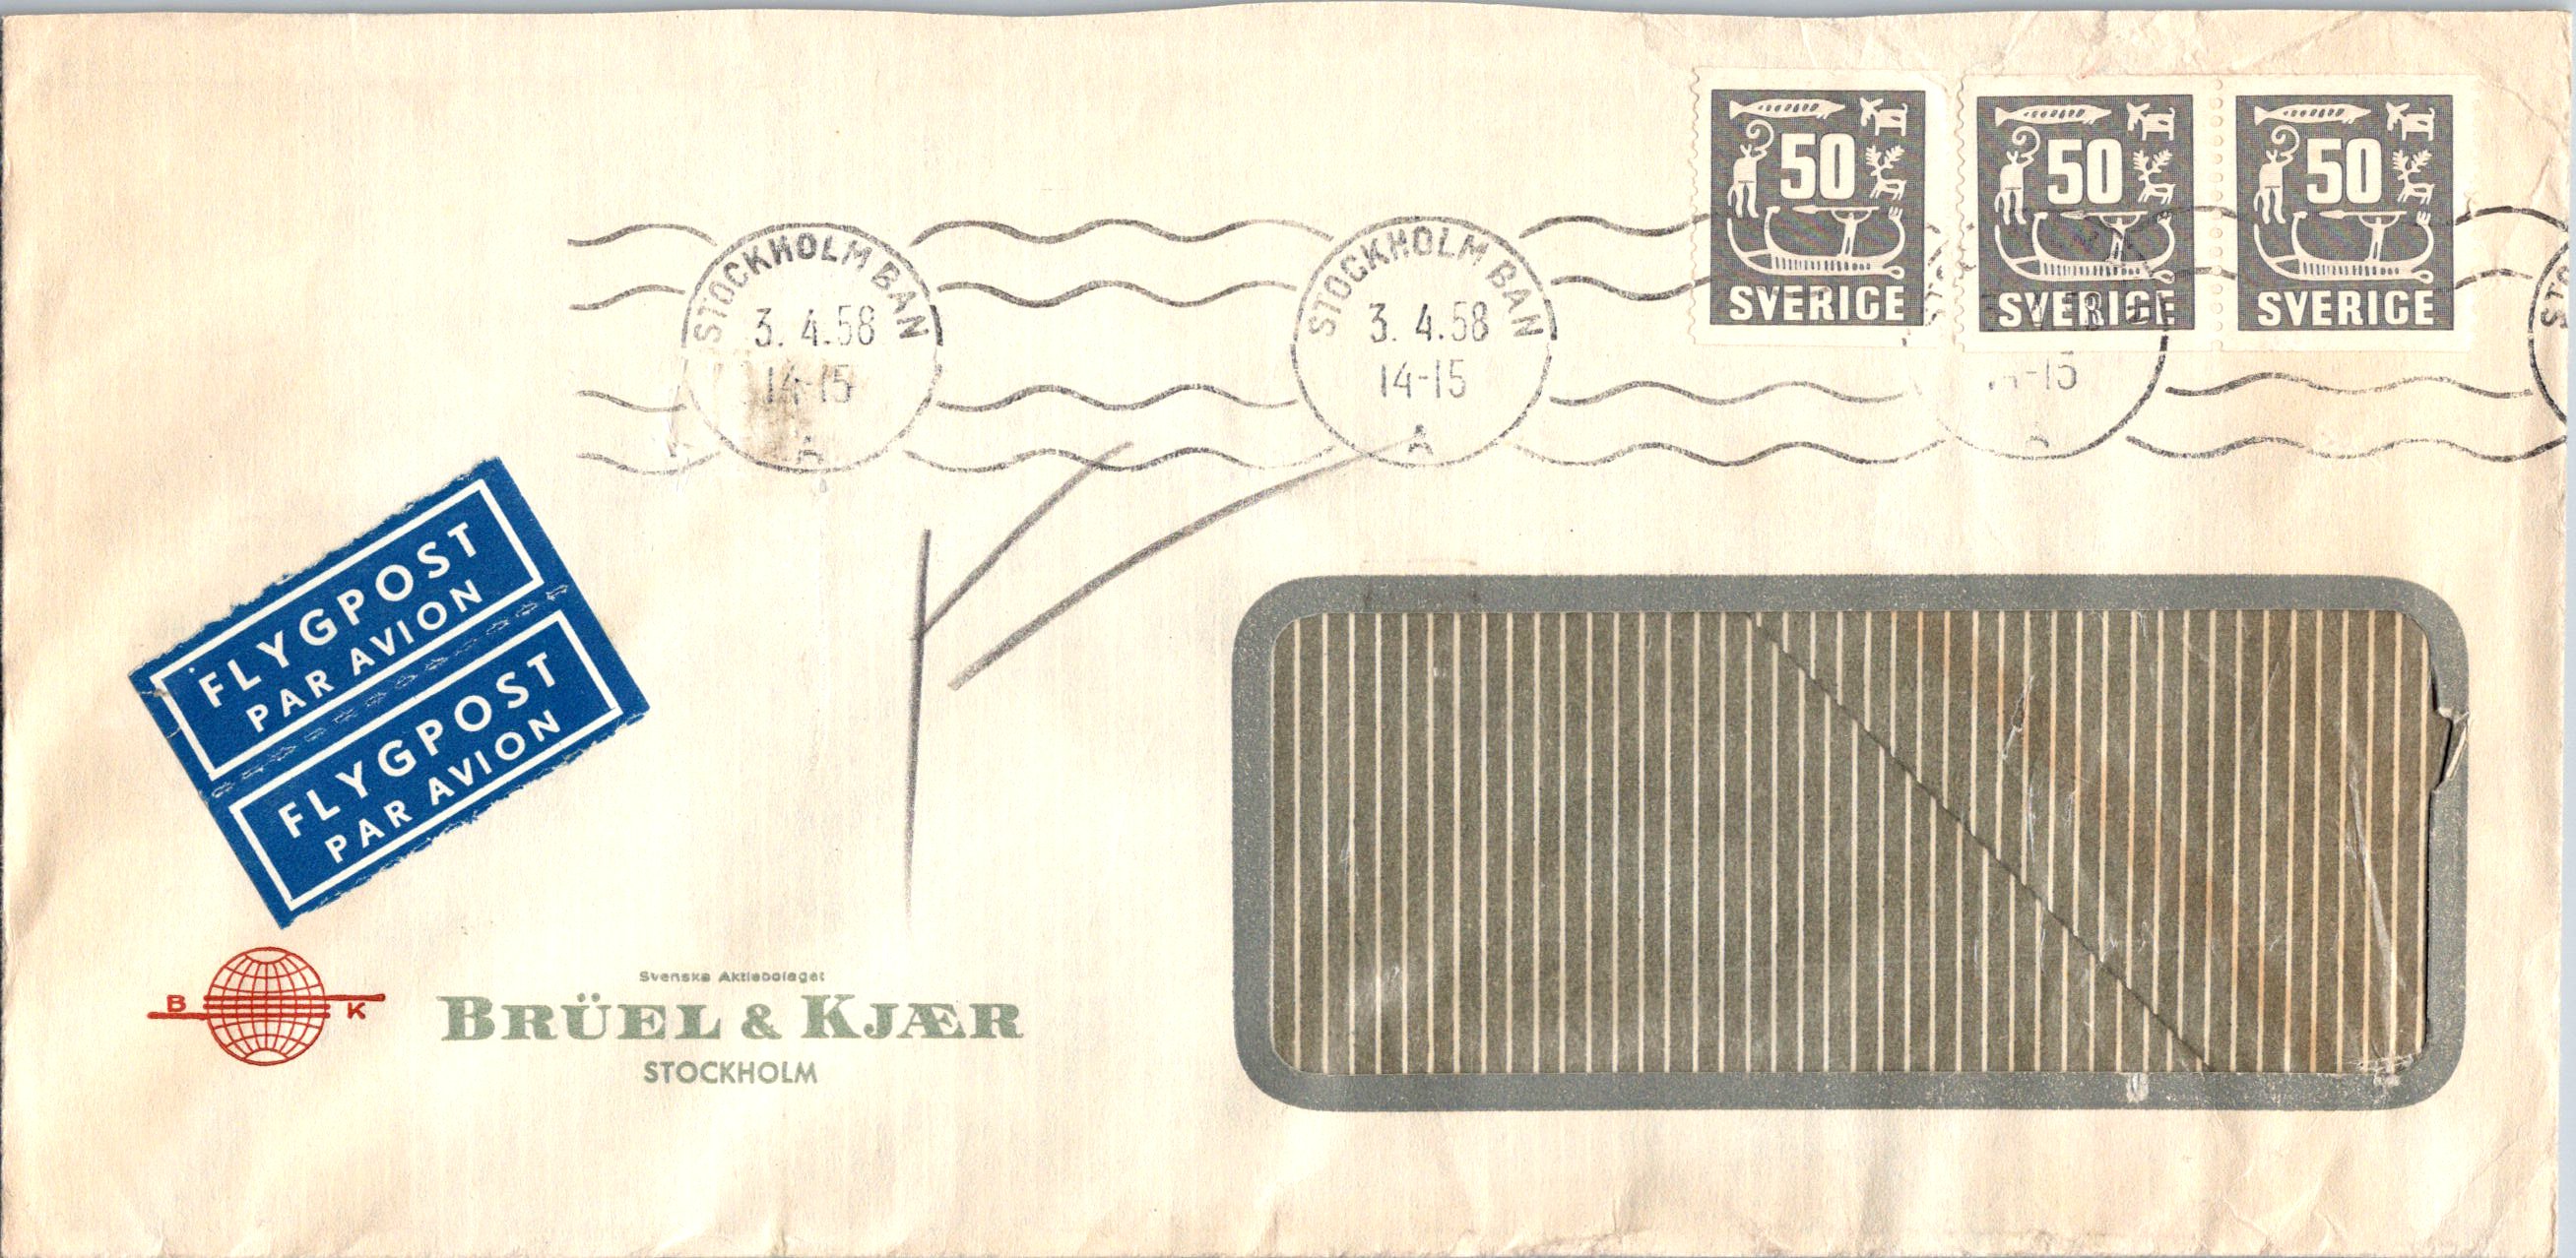 50
SVERIGE
50
SVERIGE
50
SVERIGE
STOCKHOLM BAN
3. 4.58
14-15
A
STOCKHOLM BAN
3. 4.58
14-15
A
-15
A
FLYGPOST
PAR AVION
FLYGPOST
PAR AVION
B K
Svenska Aktiebolaget
BRÜEL & KJÆR
STOCKHOLM